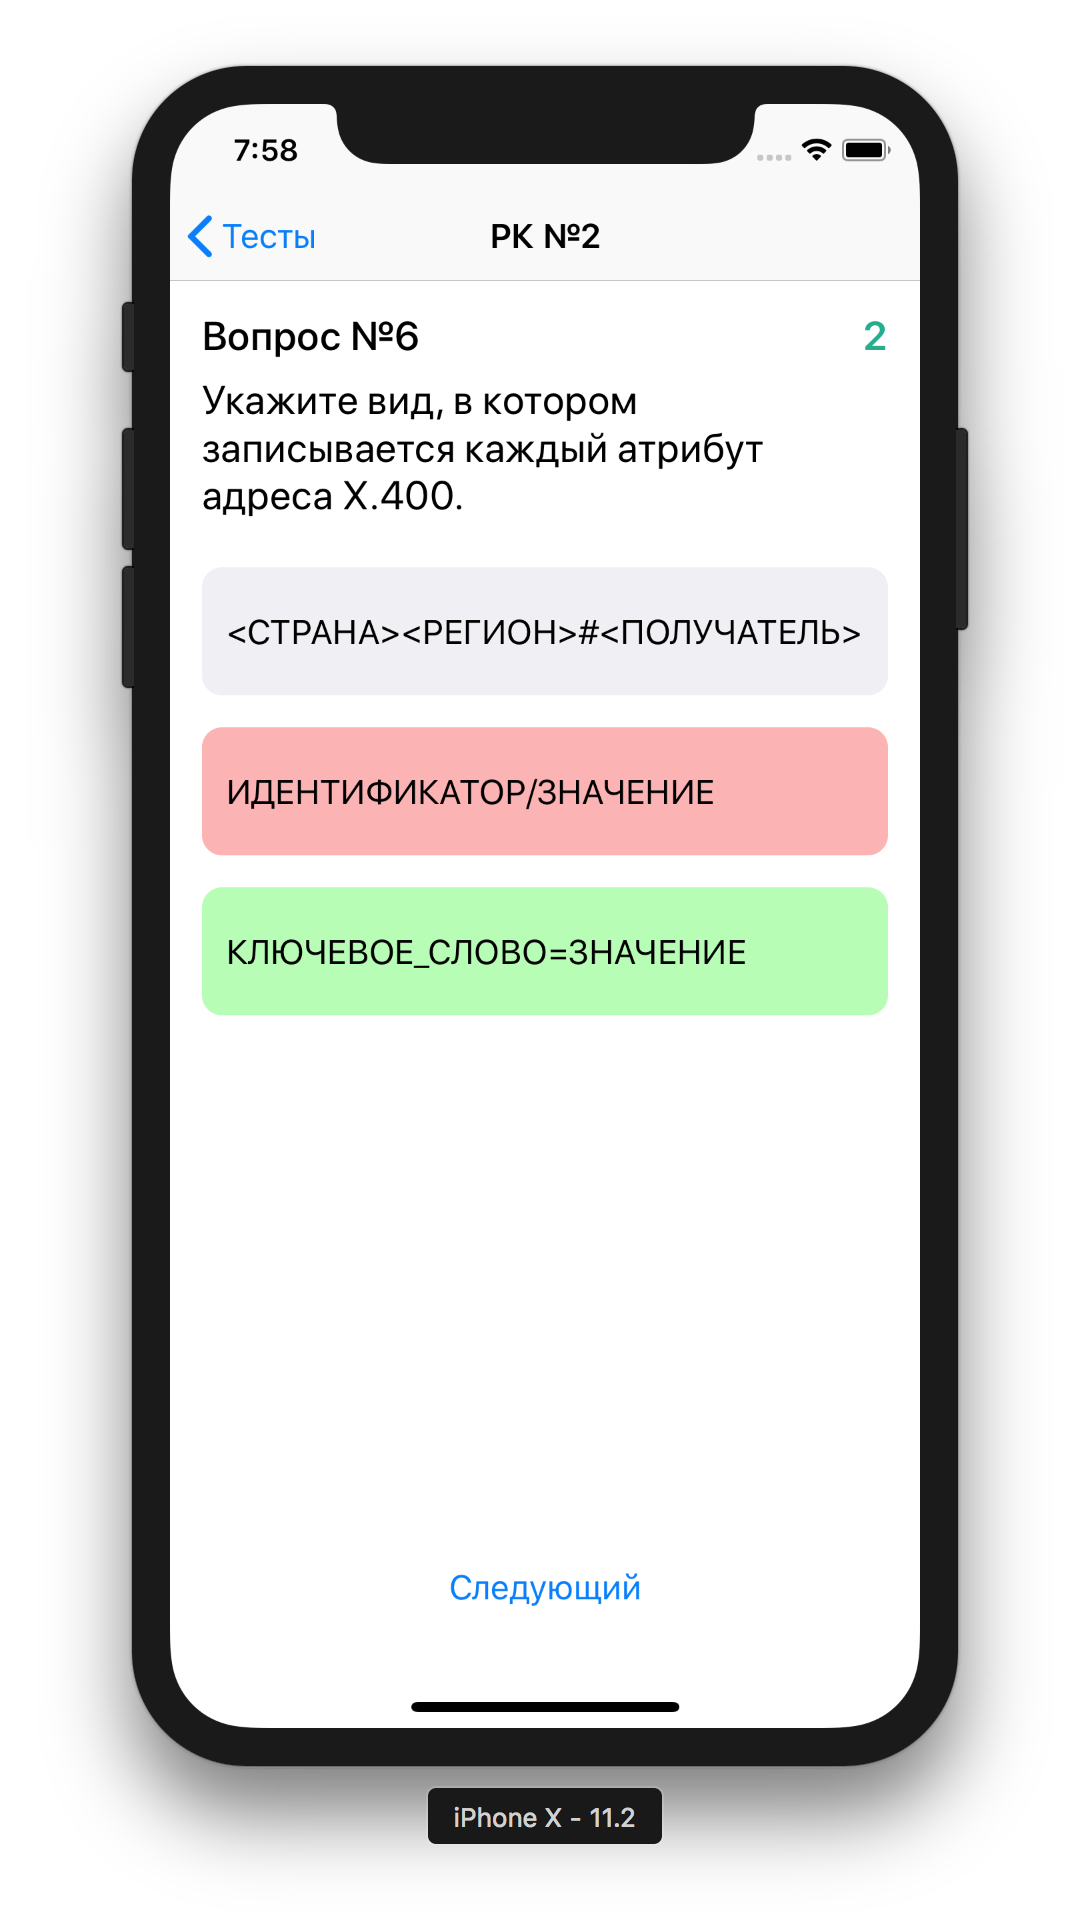 7:58
Тесты
РК №2
Вопрос №6
2
Укажите вид, в котором
записывается каждый атрибут
адреса X.400.
<СТРАНА><РЕГИОН>#<ПОЛУЧАТЕЛЬ>
ИДЕНТИФИКАТОР/ЗНАЧЕНИЕ
КЛЮЧЕВОЕ_СЛОВО=ЗНАЧЕНИЕ
Следующий
iPhone X - 11.2